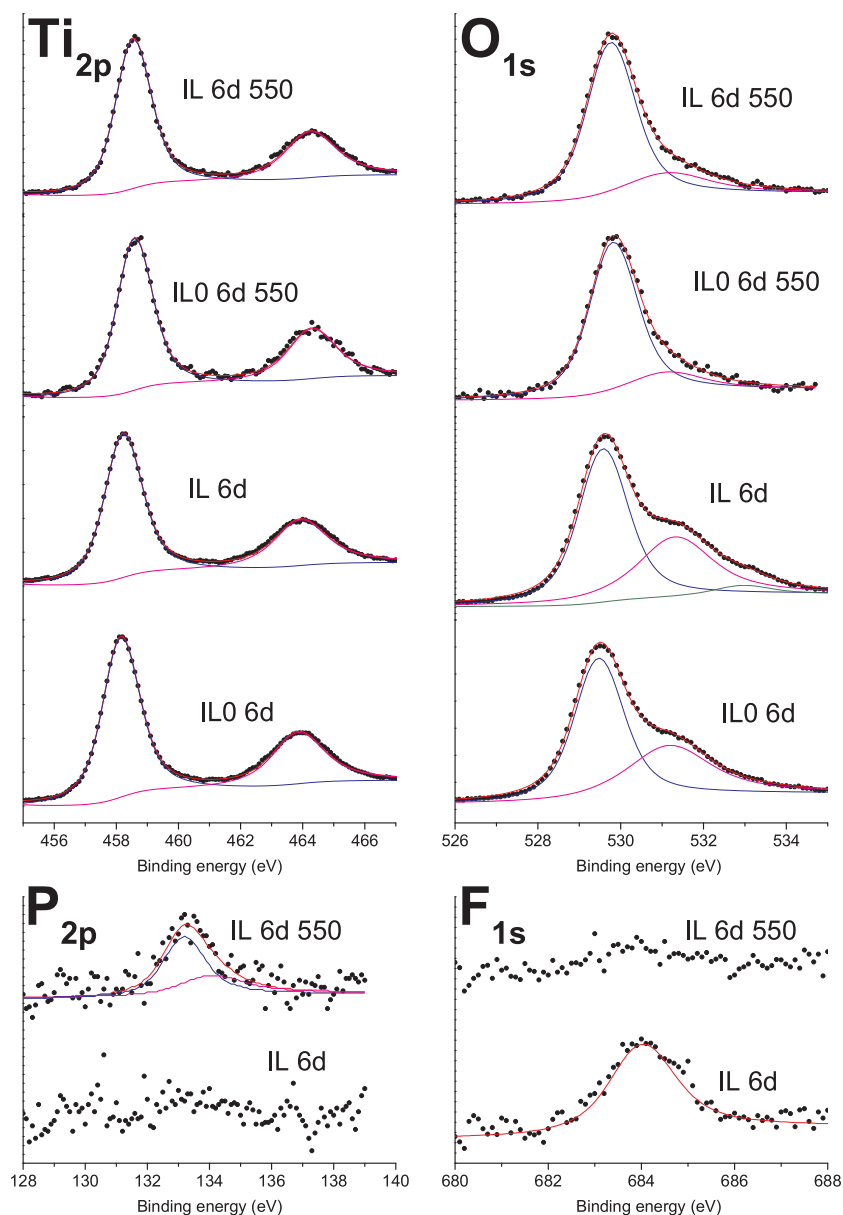 Ti2p
IL 6d 550
IL0 6d 550
IL 6d
IL0 6d
456 458 460 462 464 466
Binding energy (eV)
O1s
IL 6d 550
IL0 6d 550
IL 6d
IL0 6d
526 528 530 532 534
Binding energy (eV)
P2p
IL 6d 550
IL 6d
128 130 132 134 136 138 140
Binding energy (eV)
F1s
IL 6d 550
IL 6d
680 682 684 686 688
Binding energy (eV)